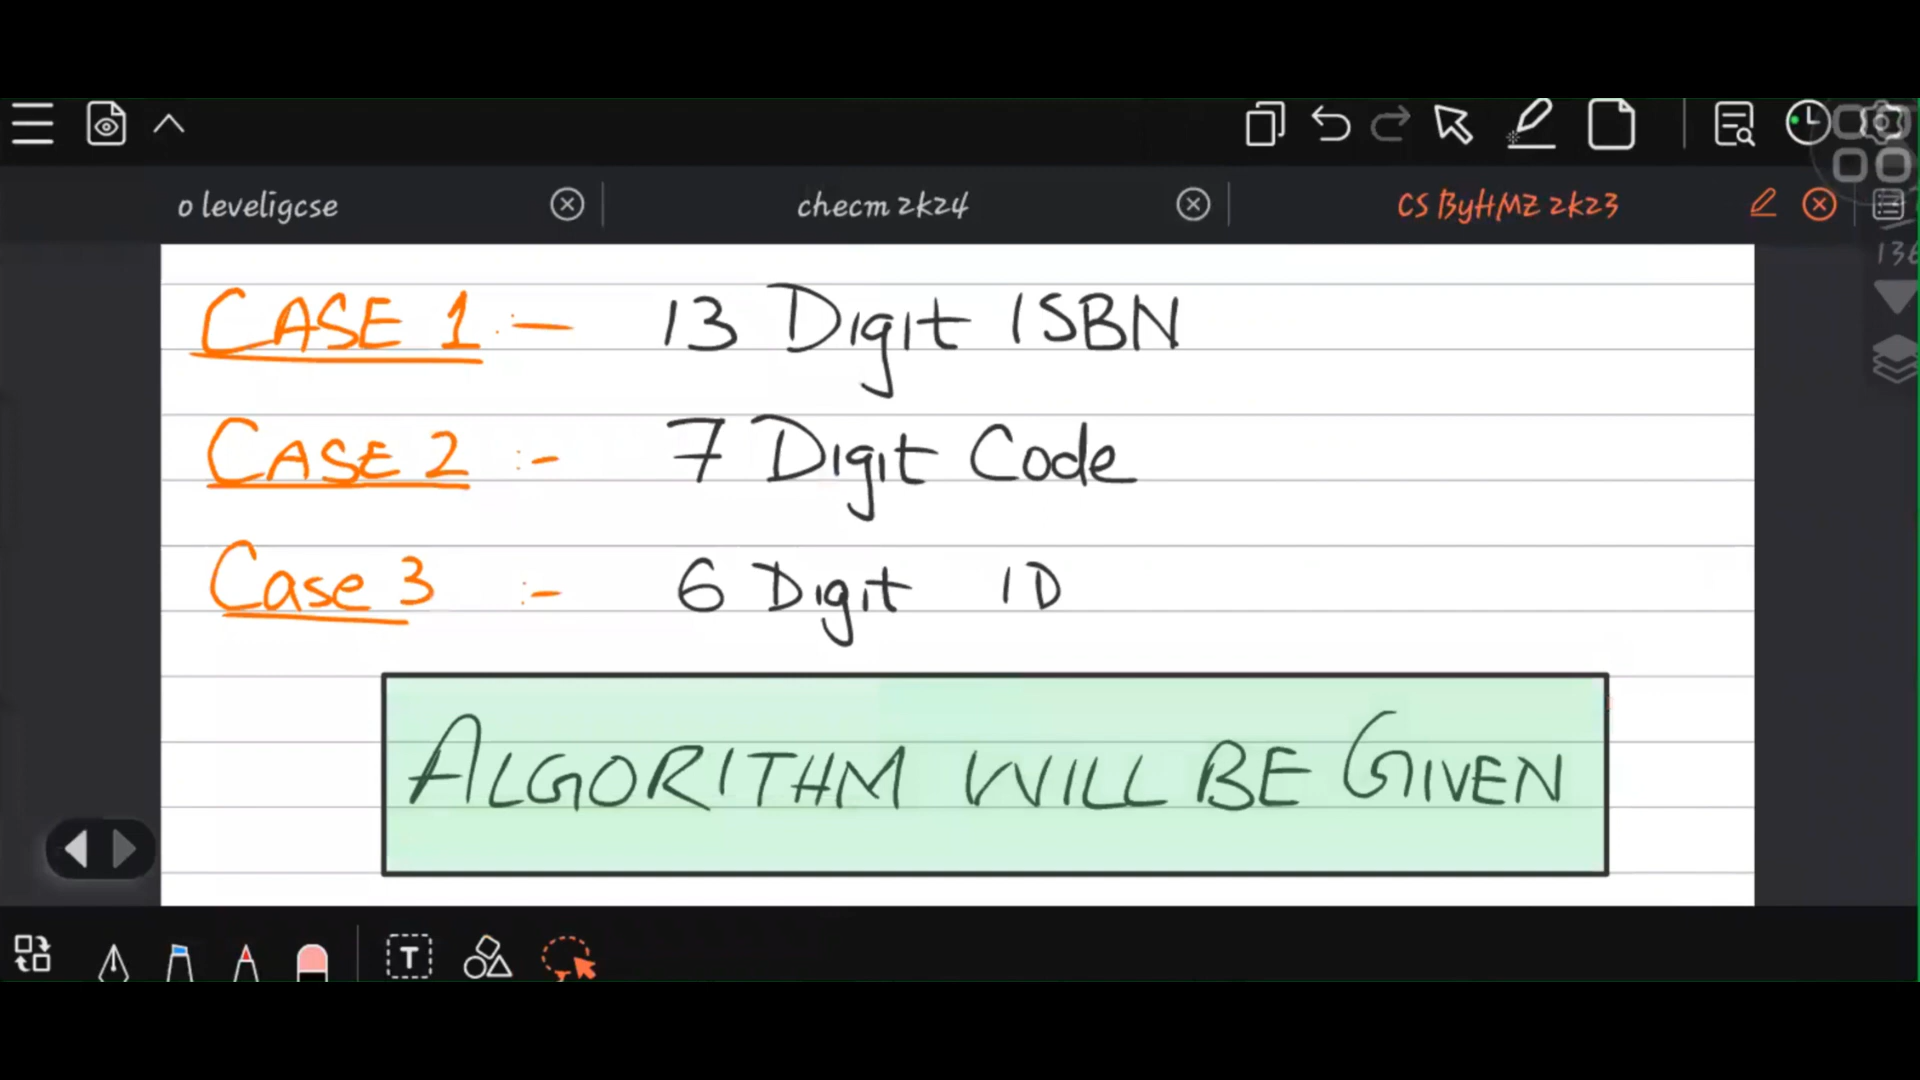 o leveligcse
checm 2k24
CS ByHMZ 2k23
CASE 1 :- 13 Digit ISBN
CASE 2 :- 7 Digit Code
Case 3 :- 6 Digit ID
ALGORITHM WILL BE GIVEN
T